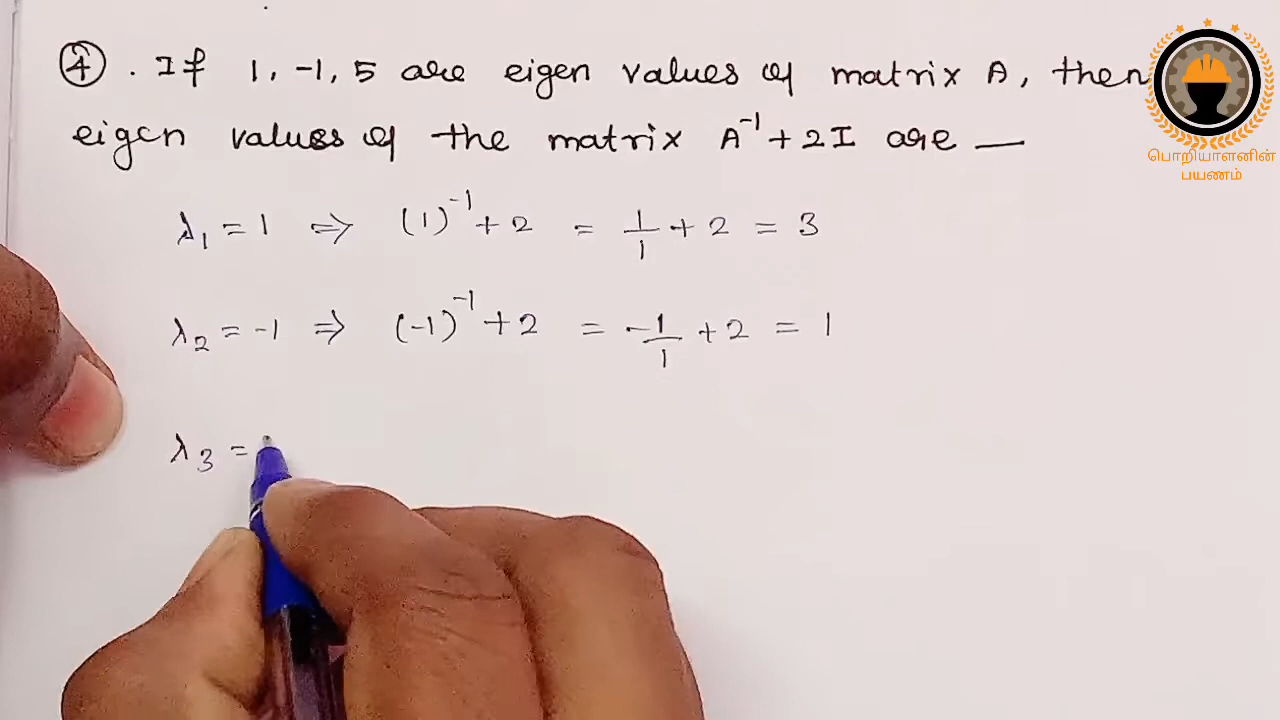 ④. If 1, -1, 5 are eigen values of matrix A, then
eigen values of the matrix A⁻¹ + 2I are —
λ₁ = 1 ⇒ (1)⁻¹ + 2 = 1/1 + 2 = 3
λ₂ = -1 ⇒ (-1)⁻¹ + 2 = -1/1 + 2 = 1
λ₃ =
பொறியாளனின்
பயணம்